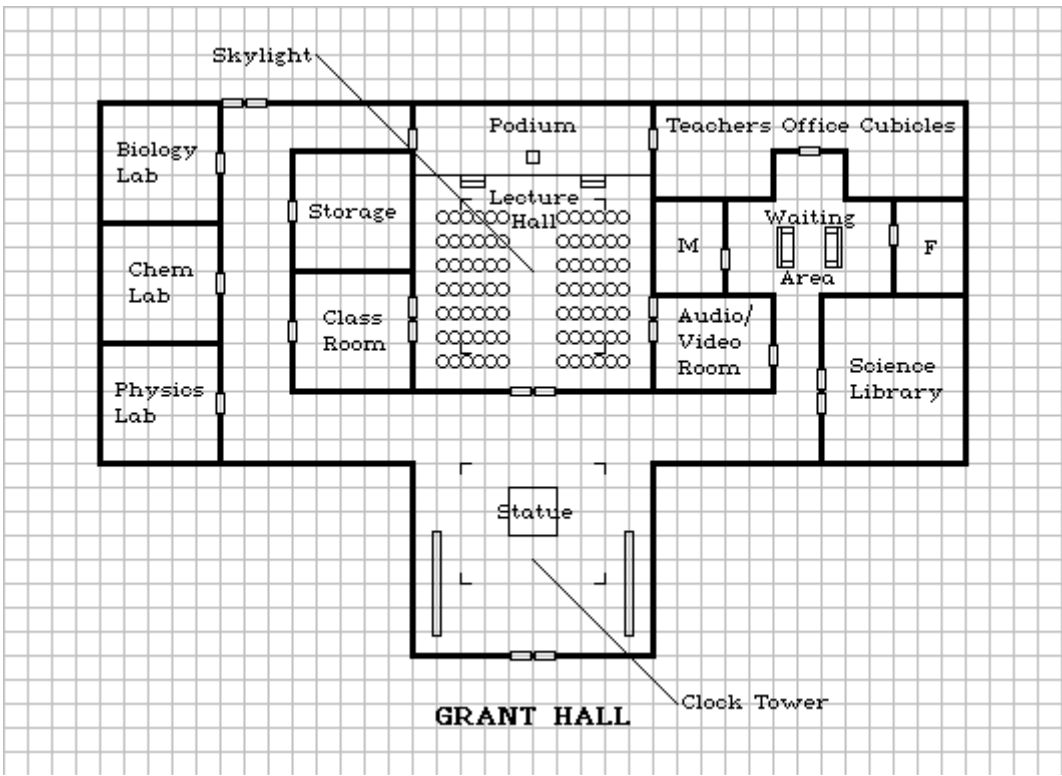 Skylight
Podium
Teachers Office Cubicles
Biology
Lab
Lecture
Hall
Storage
Waiting
Area
M
F
Chem
Lab
Class
Room
Audio/
Video
Room
Science
Library
Physics
Lab
Statue
Clock Tower
GRANT HALL